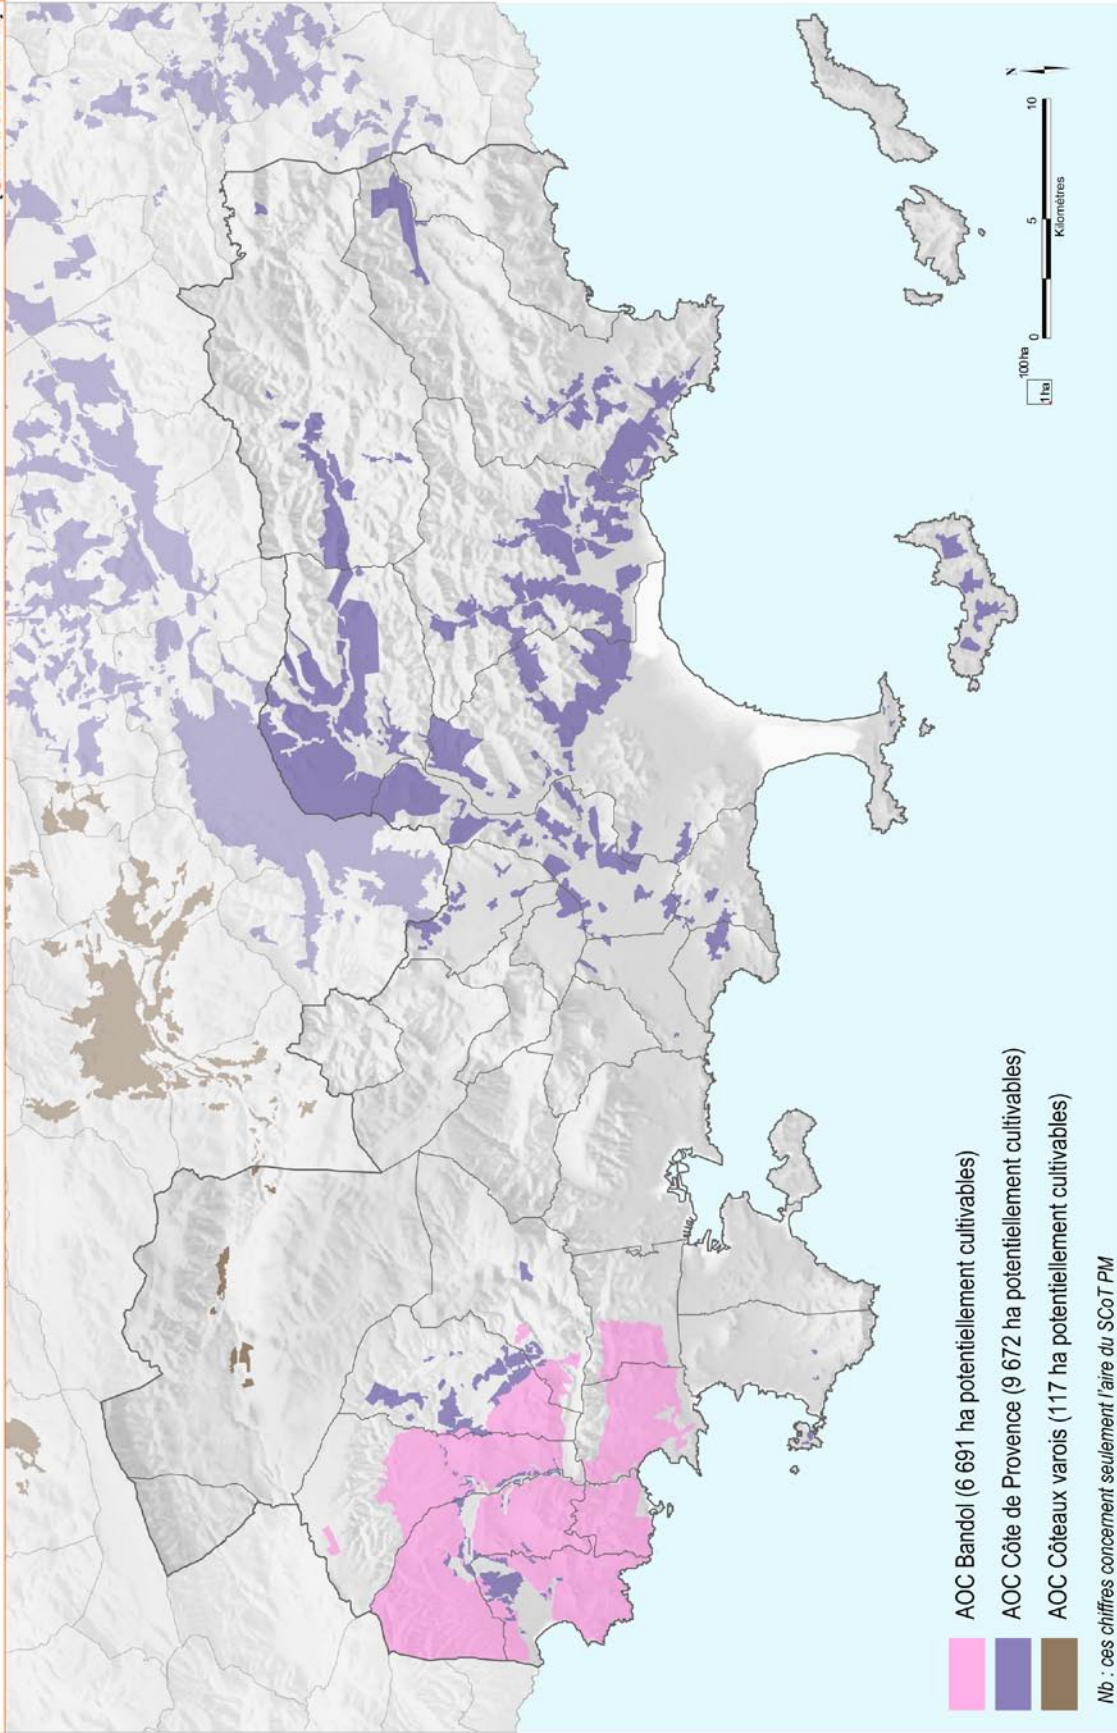 N
100 ha
1 ha
0 5 10
Kilomètres
AOC Bandol (6 691 ha potentiellement cultivables)
AOC Côte de Provence (9 672 ha potentiellement cultivables)
AOC Côteaux varois (117 ha potentiellement cultivables)
Nb : ces chiffres concernent seulement l'aire du SCoT PM